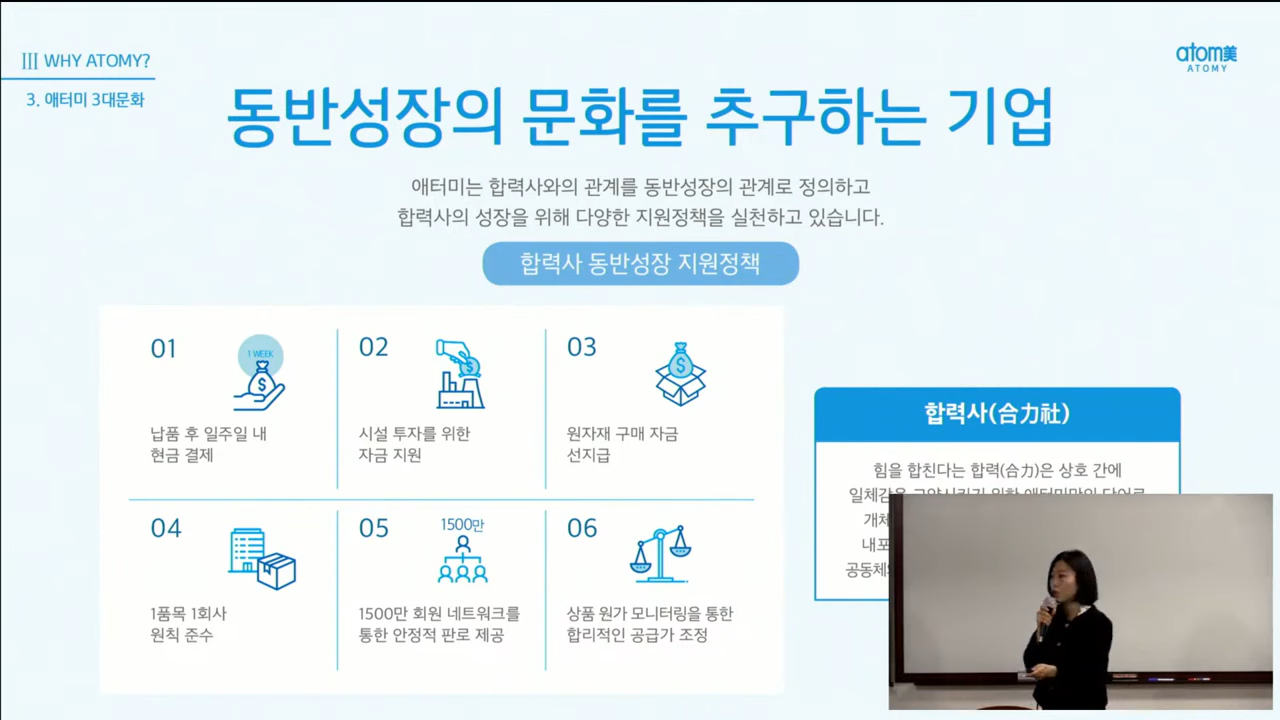 III WHY ATOMY?
3. 애터미 3대문화
atom美
ATOMY
동반성장의 문화를 추구하는 기업
애터미는 합력사와의 관계를 동반성장의 관계로 정의하고
합력사의 성장을 위해 다양한 지원정책을 실천하고 있습니다.
합력사 동반성장 지원정책
01
1 WEEK
납품 후 일주일 내
현금 결제
02
시설 투자를 위한
자금 지원
03
원자재 구매 자금
선지급
04
1품목 1회사
원칙 준수
05
1500만
1500만 회원 네트워크를
통한 안정적 판로 제공
06
상품 원가 모니터링을 통한
합리적인 공급가 조정
합력사(合力社)
힘을 합친다는 합력(合力)은 상호 간에